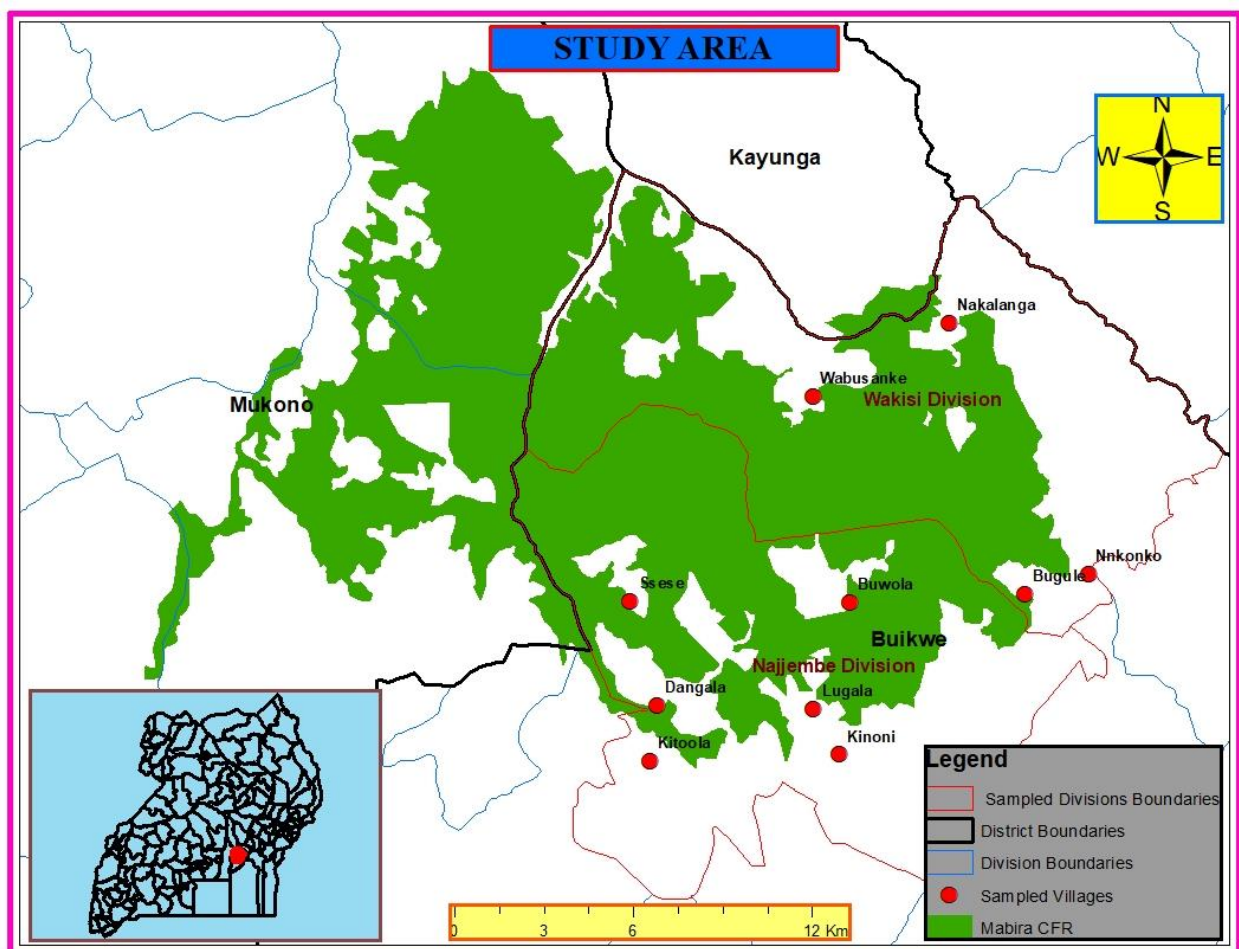 STUDY AREA
N
W E
S
Kayunga
Nakalanga
Wabusanke
Wakisi Division
Mukono
Nnkonko
Bugule
Ssese
Buwola
Buikwe
Najjembe Division
Dangala
Lugala
Kitoola
Kinoni
Legend
Sampled Divisions Boundaries
District Boundaries
Division Boundaries
Sampled Villages
Mabira CFR
0 3 6 12 Km